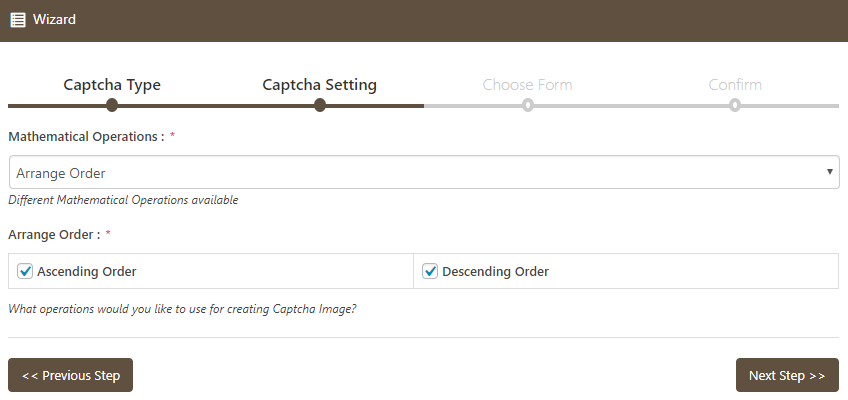 Wizard
Captcha Type Captcha Setting Choose Form Confirm
Mathematical Operations : *
Arrange Order
Different Mathematical Operations available
Arrange Order : *
Ascending Order Descending Order
What operations would you like to use for creating Captcha Image?
<< Previous Step Next Step >>